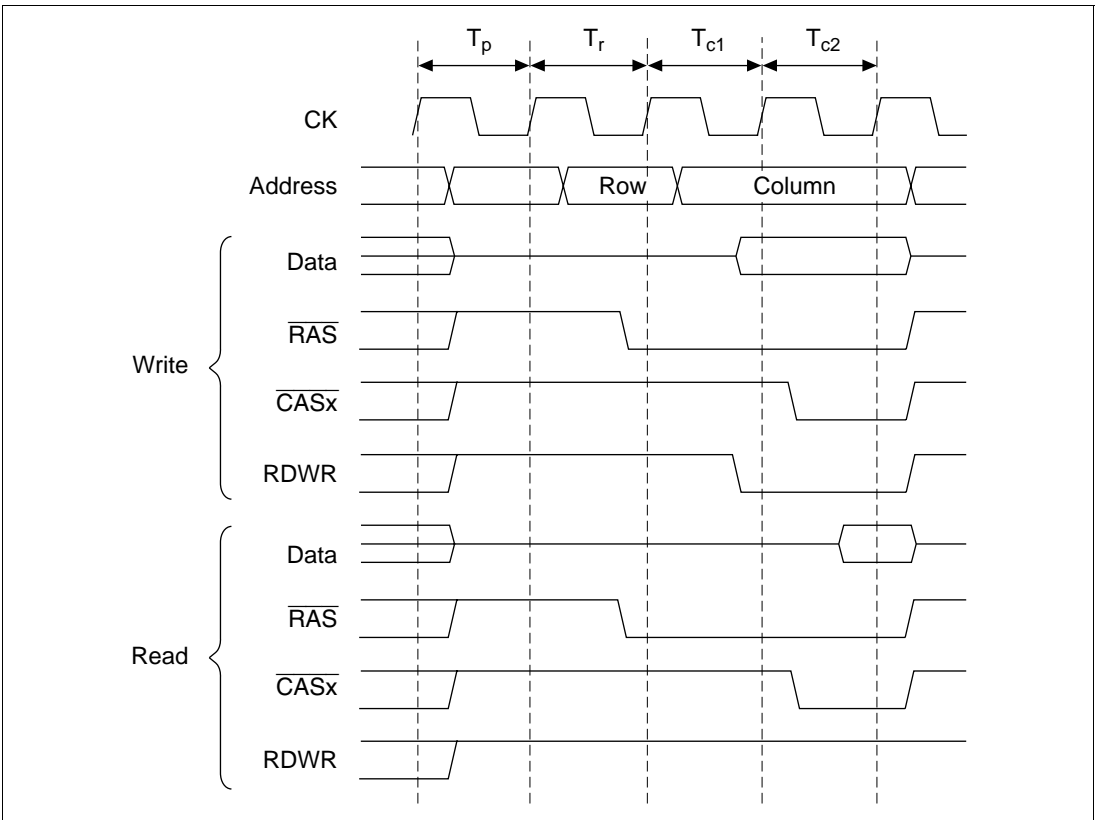 Tp Tr Tc1 Tc2
CK
Address Row Column
Write
Data
RAS
CASx
RDWR
Read
Data
RAS
CASx
RDWR